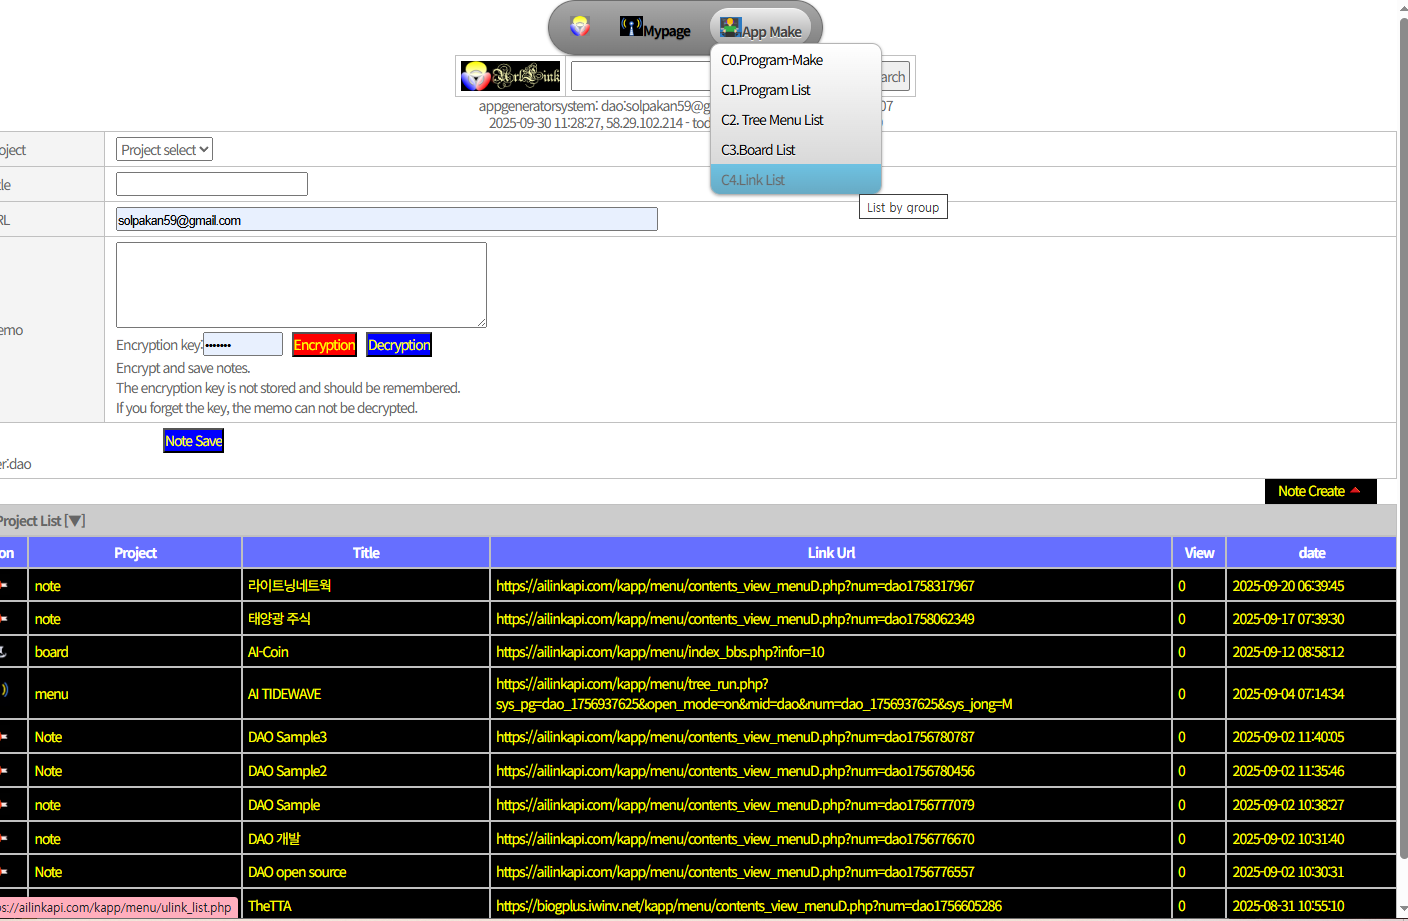 Mypage
App Make
C0.Program-Make
C1.Program List
C2. Tree Menu List
C3.Board List
C4.Link List
List by group
UrlLink
arch
appgeneratorsystem: dao:solpakan59@g
07
2025-09-30 11:28:27, 58.29.102.214 - tod
oject
Project select
tle
RL
solpakan59@gmail.com
emo
Encryption key:•••••••
Encryption
Decryption
Encrypt and save notes.
The encryption key is not stored and should be remembered.
If you forget the key, the memo can not be decrypted.
Note Save
er:dao
Note Create
Project List [▼]
on Project Title Link Url View date
note 라이트닝네트웍 https://ailinkapi.com/kapp/menu/contents_view_menuD.php?num=dao1758317967 0 2025-09-20 06:39:45
note 태양광 주식 https://ailinkapi.com/kapp/menu/contents_view_menuD.php?num=dao1758062349 0 2025-09-17 07:39:30
board AI-Coin https://ailinkapi.com/kapp/menu/index_bbs.php?infor=10 0 2025-09-12 08:58:12
menu AI TIDEWAVE https://ailinkapi.com/kapp/menu/tree_run.php?
sys_pg=dao_1756937625&open_mode=on&mid=dao&num=dao_1756937625&sys_jong=M 0 2025-09-04 07:14:34
Note DAO Sample3 https://ailinkapi.com/kapp/menu/contents_view_menuD.php?num=dao1756780787 0 2025-09-02 11:40:05
Note DAO Sample2 https://ailinkapi.com/kapp/menu/contents_view_menuD.php?num=dao1756780456 0 2025-09-02 11:35:46
note DAO Sample https://ailinkapi.com/kapp/menu/contents_view_menuD.php?num=dao1756777079 0 2025-09-02 10:38:27
note DAO 개발 https://ailinkapi.com/kapp/menu/contents_view_menuD.php?num=dao1756776670 0 2025-09-02 10:31:40
Note DAO open source https://ailinkapi.com/kapp/menu/contents_view_menuD.php?num=dao1756776557 0 2025-09-02 10:30:31
TheTTA https://biogplus.iwinv.net/kapp/menu/contents_view_menuD.php?num=dao1756605286 0 2025-08-31 10:55:10
ps://ailinkapi.com/kapp/menu/ulink_list.php